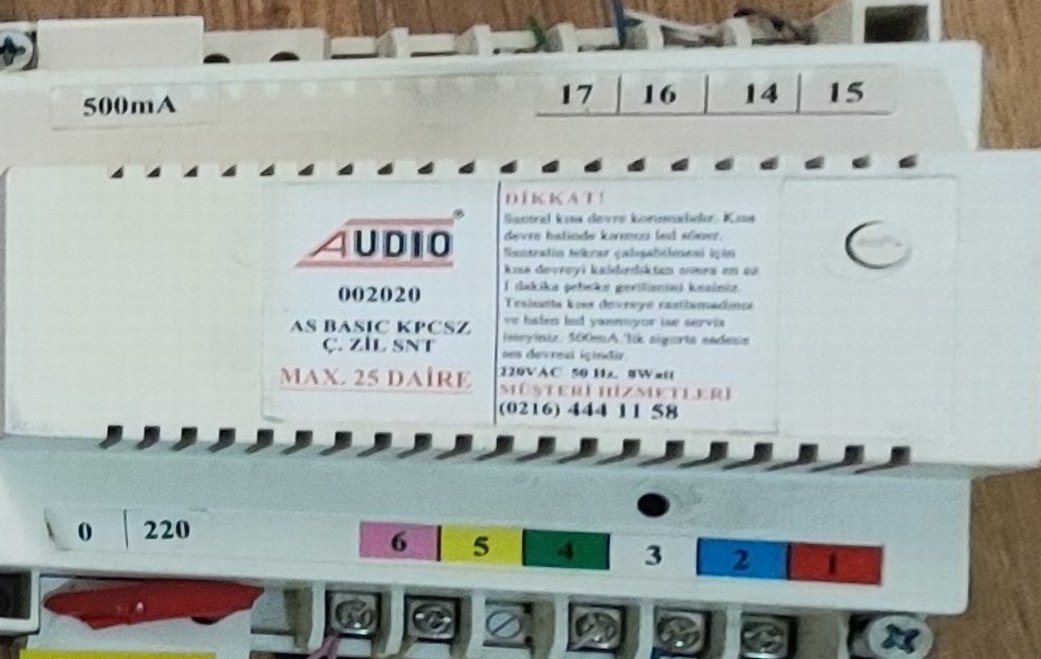 500mA
17 16 14 15
AUDIO®
002020
AS BASIC KPCSZ
Ç. ZİL SNT
MAX. 25 DAİRE
DİKKAT!
Santral kısa devre korumalıdır. Kısa
devre halinde kırmızı led söner.
Santralin tekrar çalışabilmesi için
kısa devreyi kaldırdıktan sonra en az
1 dakika şebeke gerilimini kesiniz.
Tesisatta kısa devreye rastlamadınız
ve halen led yanmıyor ise servis
isteyiniz. 500mA 'lik sigorta sadece
ses devresi içindir.
220VAC 50 Hz. 8Watt
MÜŞTERİ HİZMETLERİ
(0216) 444 11 58
0 220
6 5 4 3 2 1